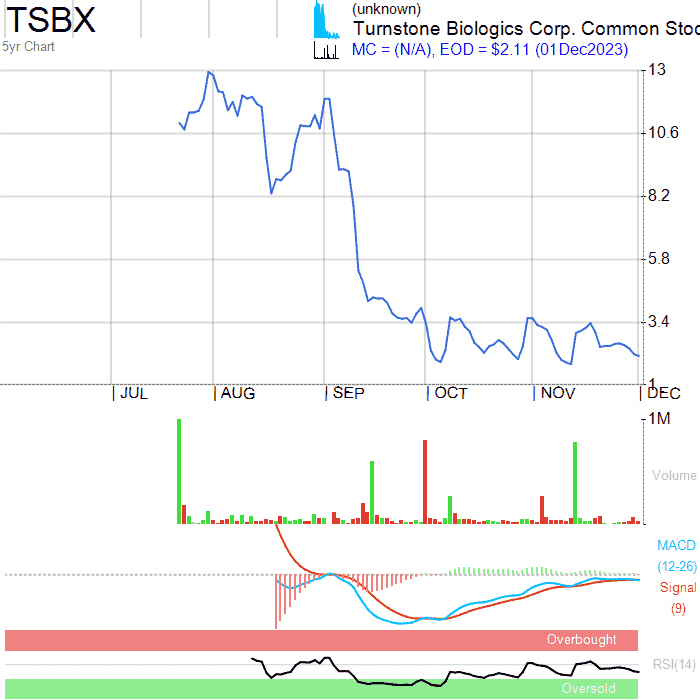 TSBX
5yr Chart
(unknown)
Turnstone Biologics Corp. Common Stoc
MC = (N/A), EOD = $2.11 (01Dec2023)
13
10.6
8.2
5.8
3.4
1
JUL AUG SEP OCT NOV DEC
1M
Volume
MACD
(12-26)
Signal
(9)
Overbought
RSI(14)
Oversold